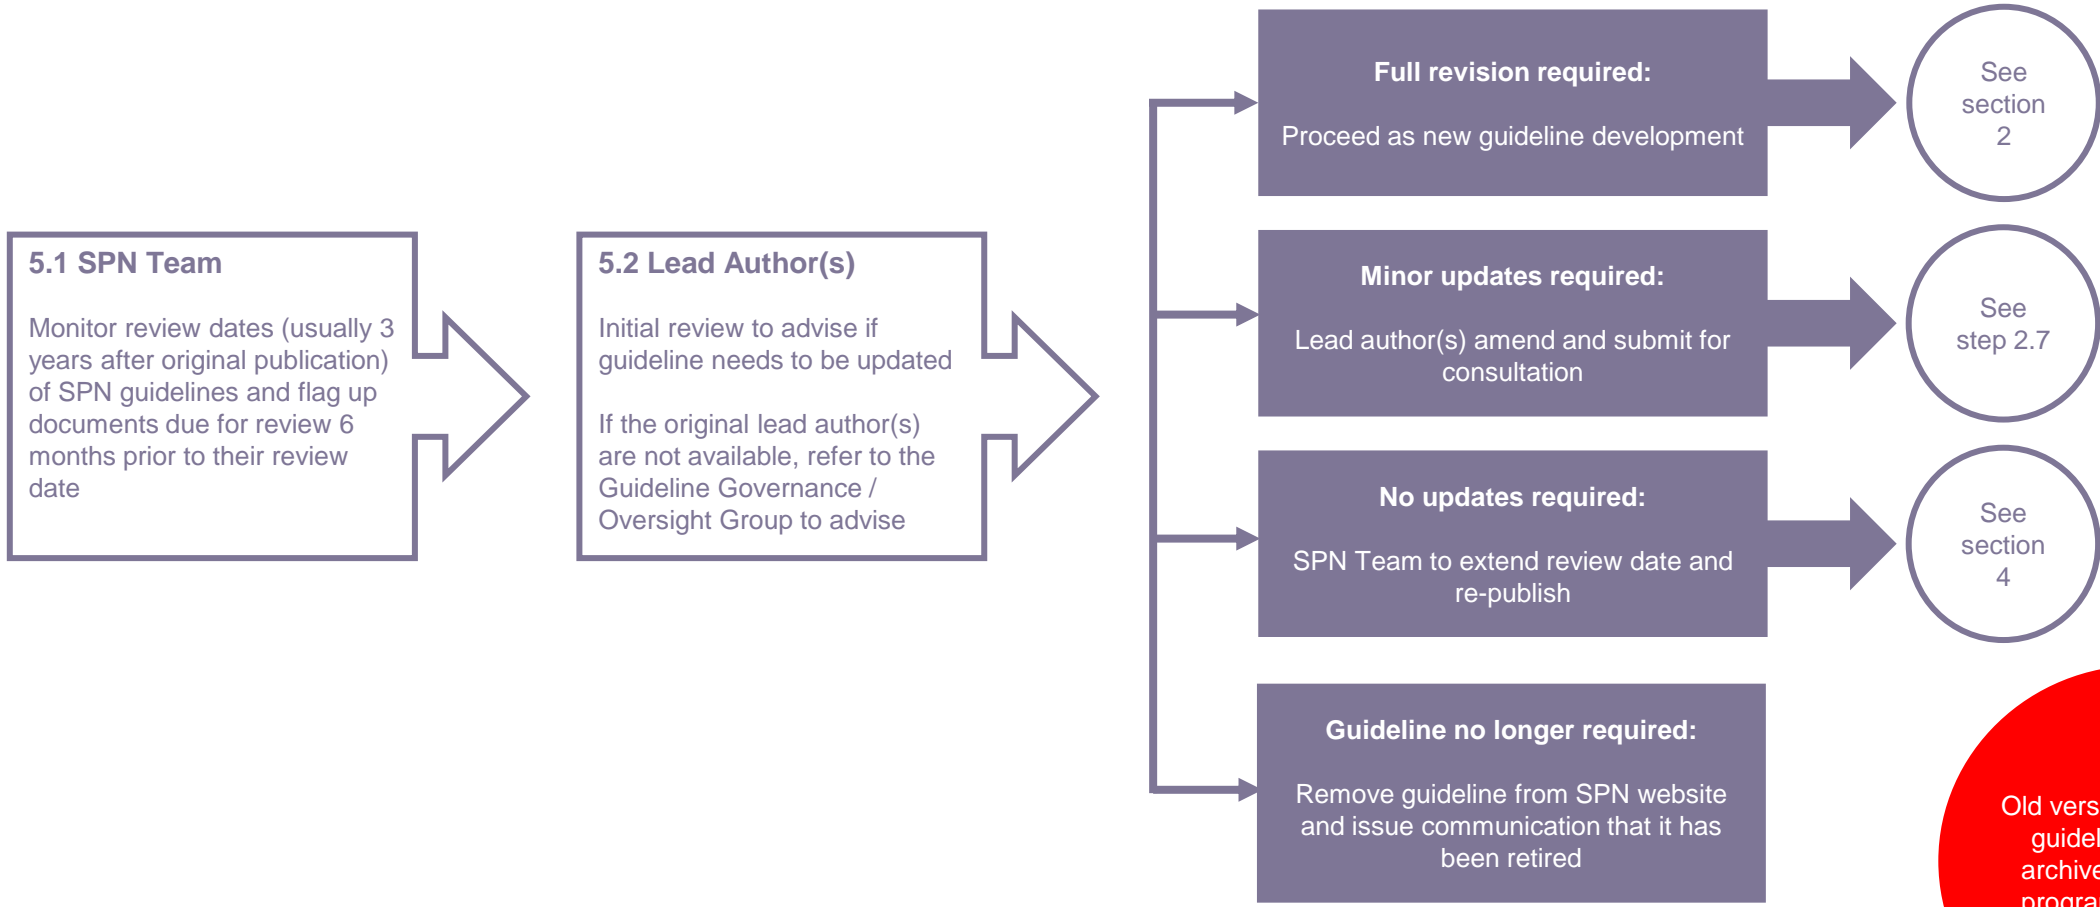 5.1 SPN Team
Monitor review dates (usually 3
years after original publication)
of SPN guidelines and flag up
documents due for review 6
months prior to their review
date
5.2 Lead Author(s)
Initial review to advise if
guideline needs to be updated
If the original lead author(s)
are not available, refer to the
Guideline Governance /
Oversight Group to advise
Full revision required:
Proceed as new guideline development
See
section
2
Minor updates required:
Lead author(s) amend and submit for
consultation
See
step 2.7
No updates required:
SPN Team to extend review date and
re-publish
See
section
4
Guideline no longer required:
Remove guideline from SPN website
and issue communication that it has
been retired
Old